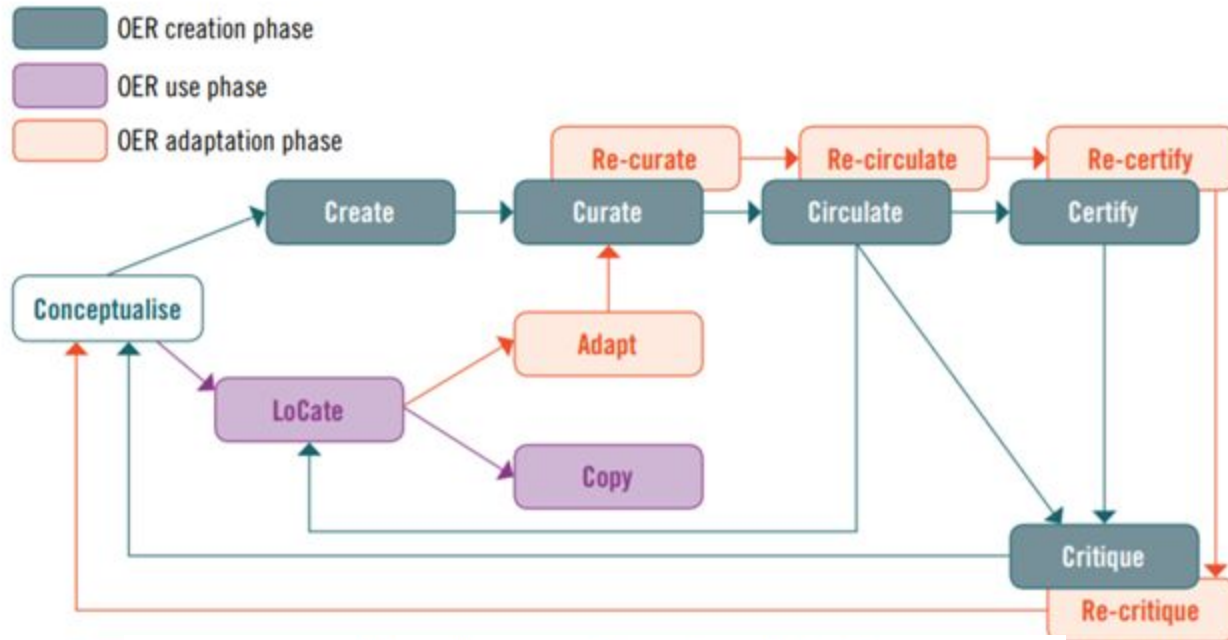 OER creation phase
OER use phase
OER adaptation phase
Re-curate
Re-circulate
Re-certify
Create
Curate
Circulate
Certify
Conceptualise
Adapt
LoCate
Copy
Critique
Re-critique